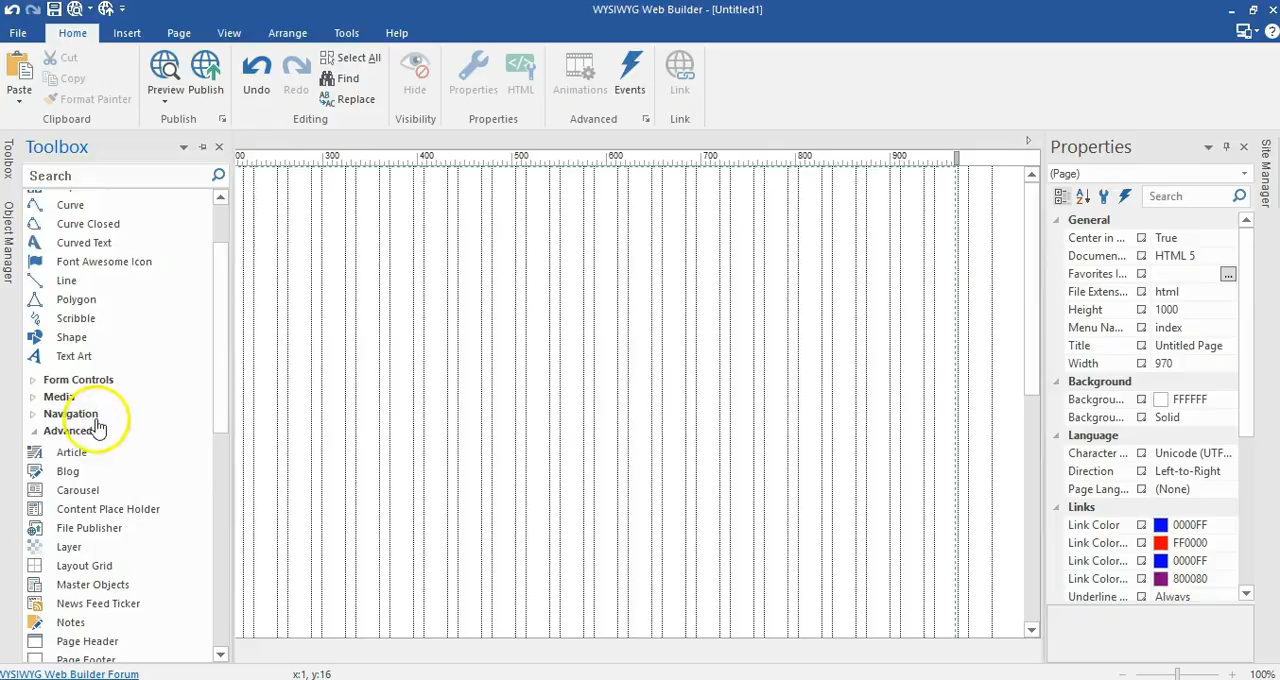 WYSIWYG Web Builder - [Untitled1]
File Home Insert Page View Arrange Tools Help
Paste
Cut
Copy
Format Painter
Clipboard
Preview Publish
Publish
Undo Redo
Select All
Find
Replace
Editing
Hide
Visibility
Properties HTML
Properties
Animations Events
Advanced
Link
Link
Toolbox
Object Manager
Toolbox
Search
Curve
Curve Closed
Curved Text
Font Awesome Icon
Line
Polygon
Scribble
Shape
Text Art
Form Controls
Media
Navigation
Advanced
Article
Blog
Carousel
Content Place Holder
File Publisher
Layer
Layout Grid
Master Objects
News Feed Ticker
Notes
Page Header
Page Footer
00 300 400 500 600 700 800 900
Properties
(Page)
Search
General
Center in ... True
Documen... HTML 5
Favorites I... ...
File Extens... html
Height 1000
Menu Na... index
Title Untitled Page
Width 970
Background
Backgrou... FFFFFF
Backgrou... Solid
Language
Character ... Unicode (UTF...
Direction Left-to-Right
Page Lang... (None)
Links
Link Color 0000FF
Link Color... FF0000
Link Color... 0000FF
Link Color... 800080
Underline ... Always
Site Manager
WYSIWYG Web Builder Forum
x:1, y:16
100%